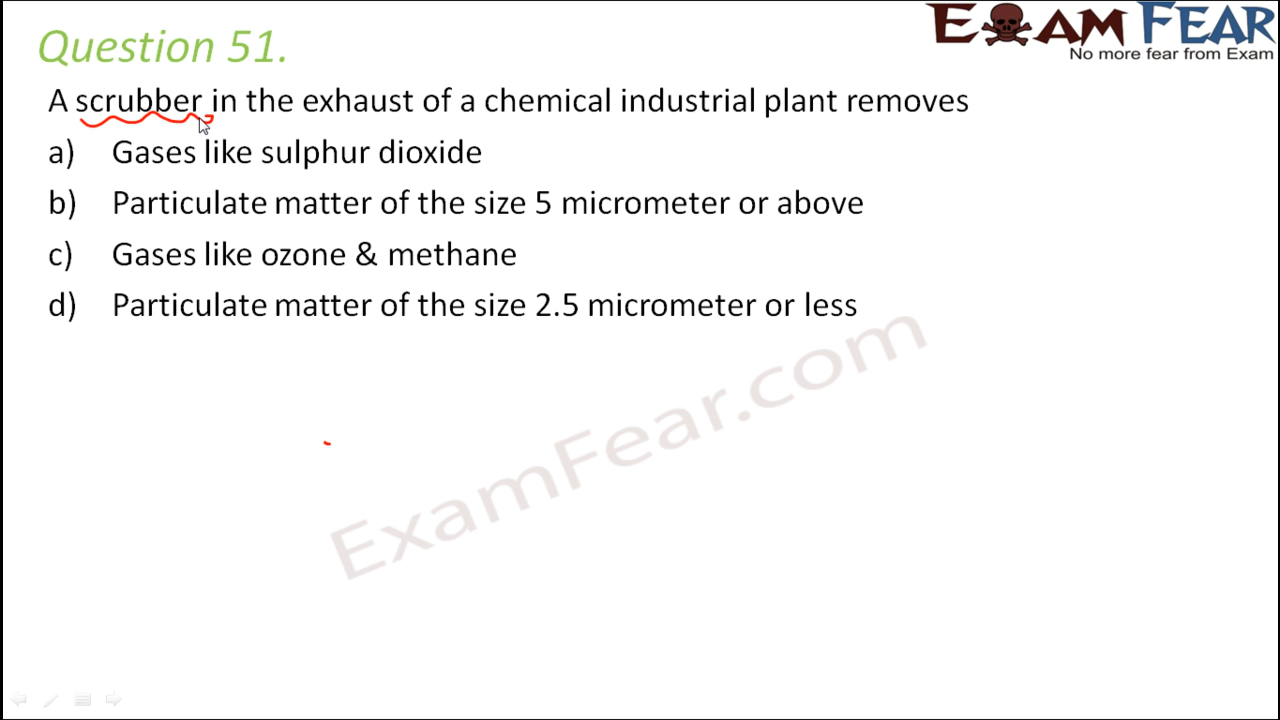 EXAM FEAR
No more fear from Exam
Question 51.
A scrubber in the exhaust of a chemical industrial plant removes
a) Gases like sulphur dioxide
b) Particulate matter of the size 5 micrometer or above
c) Gases like ozone & methane
d) Particulate matter of the size 2.5 micrometer or less
ExamFear.com